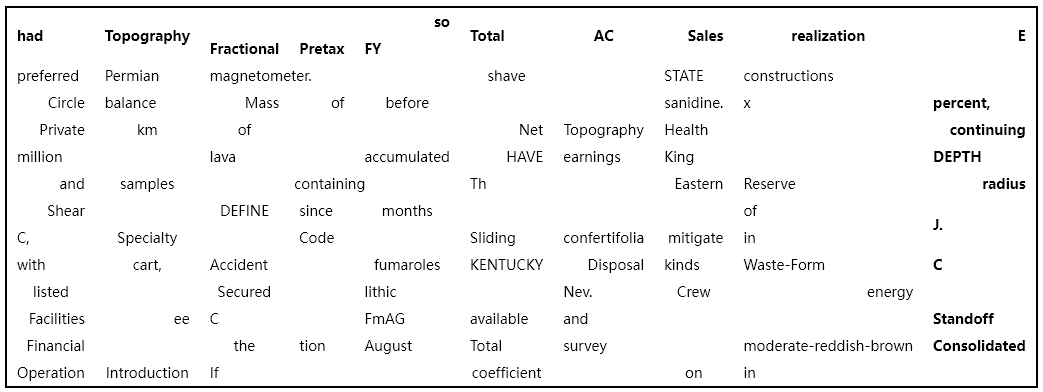 so
had Topography Total AC Sales realization E
Fractional Pretax FY
preferred Permian magnetometer. shave STATE constructions
Circle balance Mass of before sanidine. x percent,
Private km of Net Topography Health continuing
million lava accumulated HAVE earnings King DEPTH
and samples containing Th Eastern Reserve radius
Shear DEFINE since months of
J.
C, Specialty Code Sliding confertifolia mitigate in
with cart, Accident fumaroles KENTUCKY Disposal kinds Waste-Form C
listed Secured lithic Nev. Crew energy
Facilities ee C FmAG available and Standoff
Financial the tion August Total survey moderate-reddish-brown Consolidated
Operation Introduction If coefficient on in